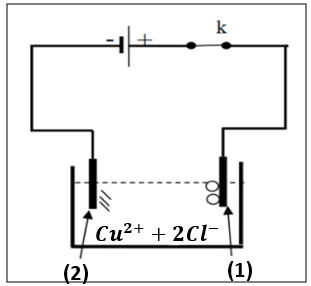 k
- +
Cu²⁺ + 2Cl⁻
(2) (1)